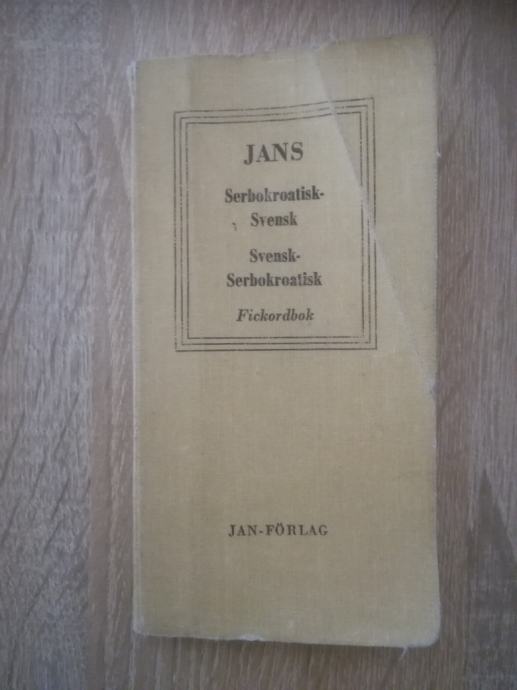 JANS
Serbokroatisk-
Svensk
Svensk-
Serbokroatisk
Fickordbok
JAN-FÖRLAG